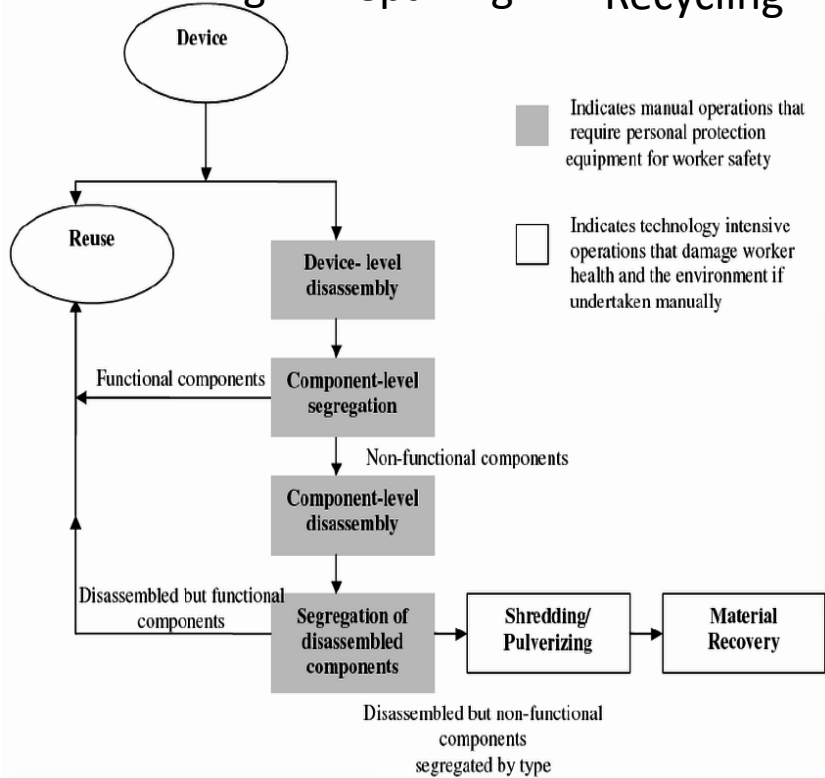 Recycling
Device
Indicates manual operations that
require personal protection
equipment for worker safety
Reuse
Indicates technology intensive
operations that damage worker
health and the environment if
undertaken manually
Device- level
disassembly
Functional components
Component-level
segregation
Non-functional components
Component-level
disassembly
Disassembled but functional
components
Segregation of
disassembled
components
Shredding/
Pulverizing
Material
Recovery
Disassembled but non-functional
components
segregated by type